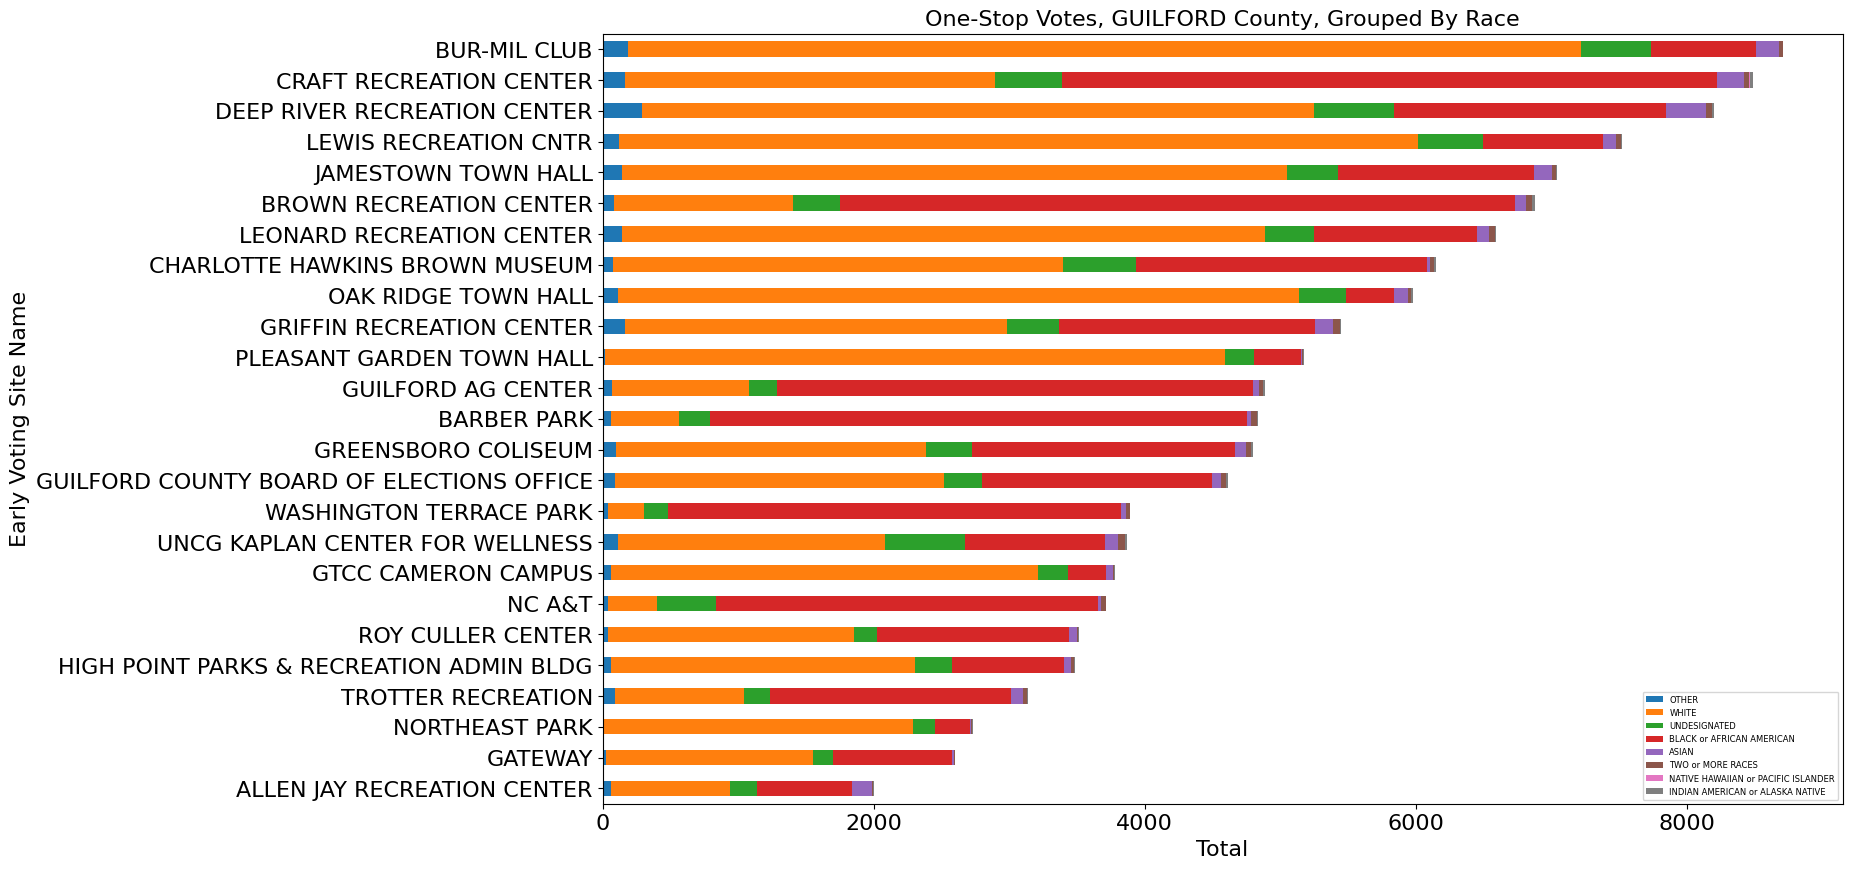 One-Stop Votes, GUILFORD County, Grouped By Race
Early Voting Site Name
BUR-MIL CLUB
CRAFT RECREATION CENTER
DEEP RIVER RECREATION CENTER
LEWIS RECREATION CNTR
JAMESTOWN TOWN HALL
BROWN RECREATION CENTER
LEONARD RECREATION CENTER
CHARLOTTE HAWKINS BROWN MUSEUM
OAK RIDGE TOWN HALL
GRIFFIN RECREATION CENTER
PLEASANT GARDEN TOWN HALL
GUILFORD AG CENTER
BARBER PARK
GREENSBORO COLISEUM
GUILFORD COUNTY BOARD OF ELECTIONS OFFICE
WASHINGTON TERRACE PARK
UNCG KAPLAN CENTER FOR WELLNESS
GTCC CAMERON CAMPUS
NC A&T
ROY CULLER CENTER
HIGH POINT PARKS & RECREATION ADMIN BLDG
TROTTER RECREATION
NORTHEAST PARK
GATEWAY
ALLEN JAY RECREATION CENTER
OTHER
WHITE
UNDESIGNATED
BLACK or AFRICAN AMERICAN
ASIAN
TWO or MORE RACES
NATIVE HAWAIIAN or PACIFIC ISLANDER
INDIAN AMERICAN or ALASKA NATIVE
0 2000 4000 6000 8000
Total